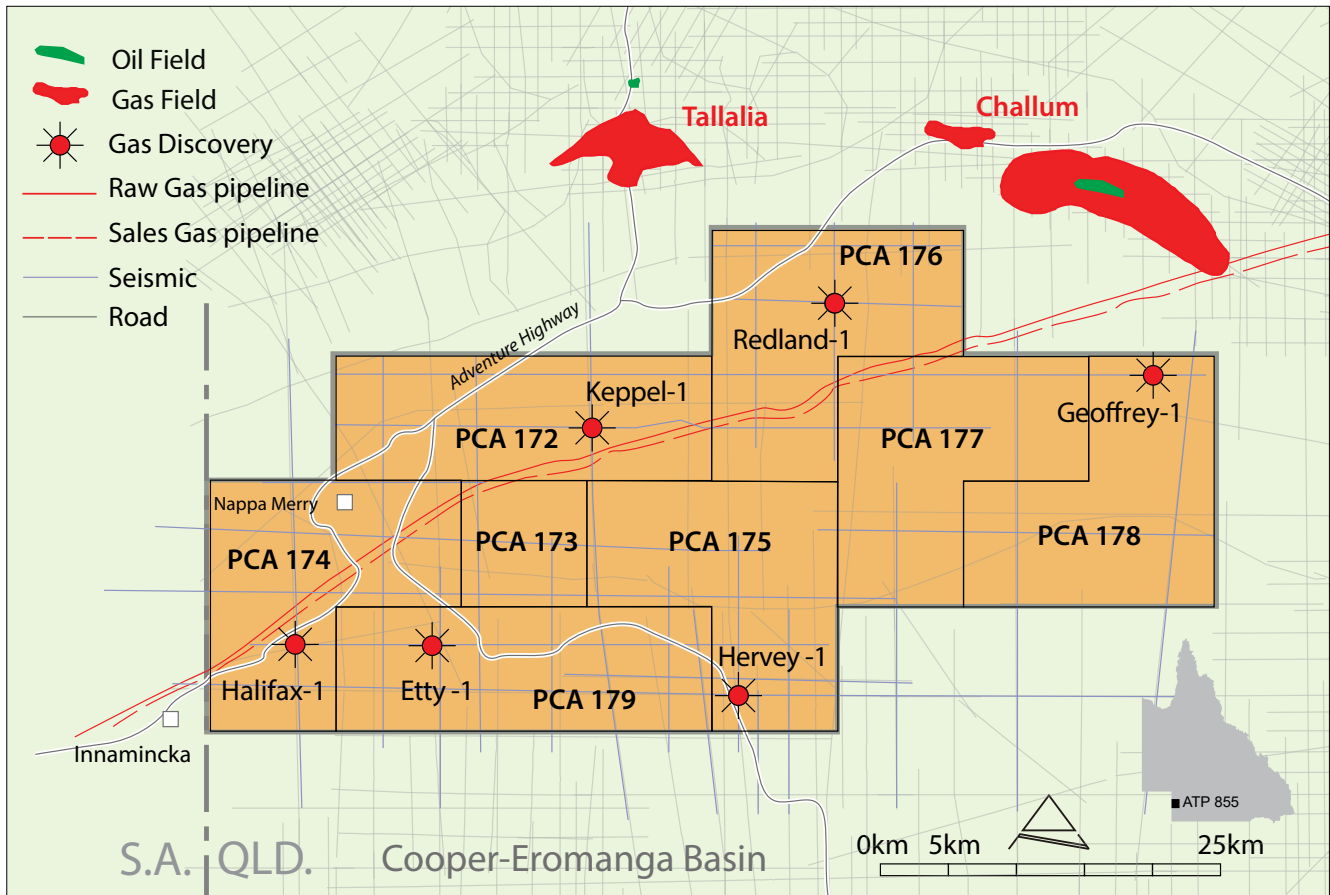 Oil Field
Gas Field
Gas Discovery
Raw Gas pipeline
Sales Gas pipeline
Seismic
Road
Tallalia
Challum
PCA 176
Redland-1
Adventure Highway
Keppel-1
PCA 172
PCA 177
Geoffrey-1
Nappa Merry
PCA 174
PCA 173
PCA 175
PCA 178
Halifax-1
Etty -1
PCA 179
Hervey -1
Innamincka
ATP 855
S.A. QLD.
Cooper-Eromanga Basin
0km 5km 25km